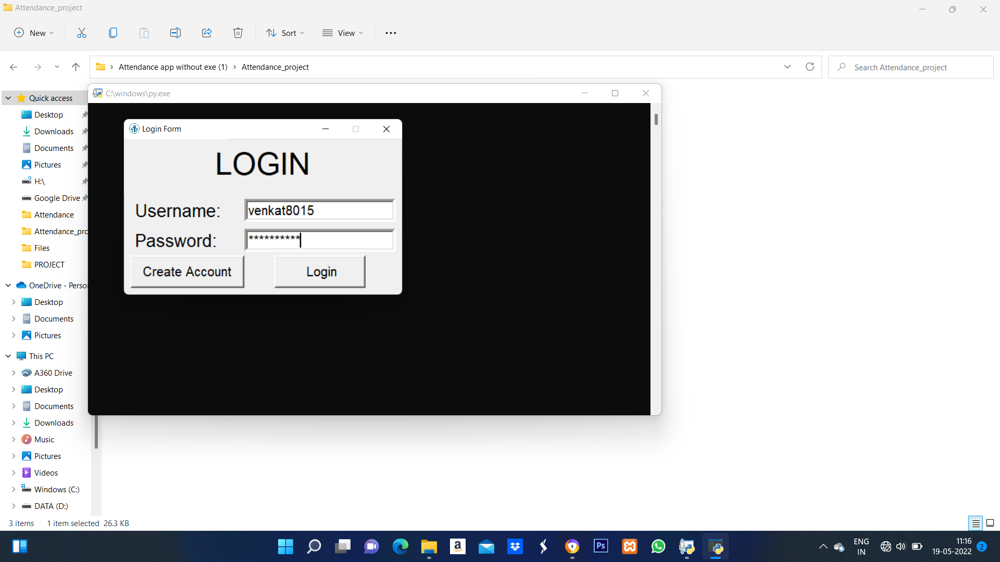 Attendance_project
New
Sort
View
Attendance app without exe (1) > Attendance_project
Search Attendance_project
Quick access
Desktop
Downloads
Documents
Pictures
H:\
Google Drive
Attendance
Attendance_pro
Files
PROJECT
OneDrive - Perso
Desktop
Documents
Pictures
This PC
A360 Drive
Desktop
Documents
Downloads
Music
Pictures
Videos
Windows (C:)
DATA (D:)
C:\windows\py.exe
Login Form
LOGIN
Username: venkat8015
Password: **********
Create Account
Login
3 items 1 item selected 26.3 KB
a
Ps
ENG
IN
11:16
19-05-2022
2